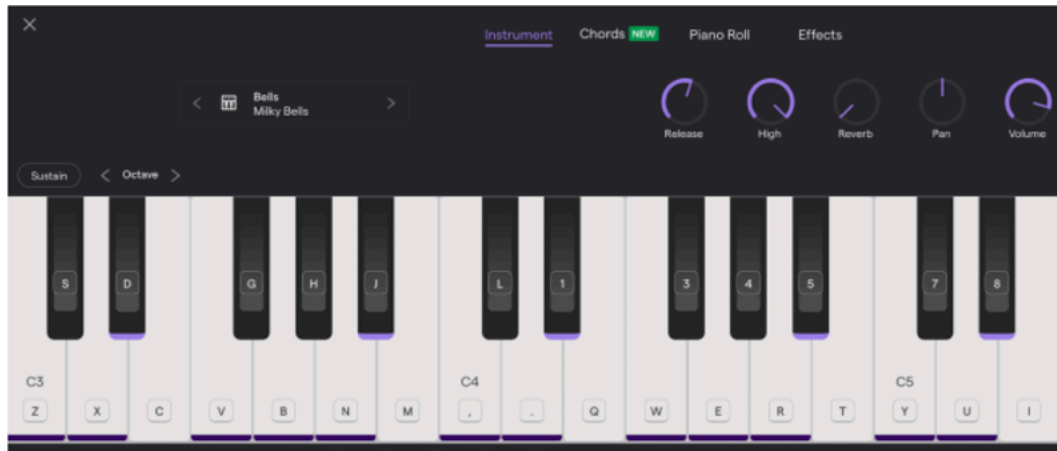 Instrument Chords NEW Piano Roll Effects
Bells
Milky Bells
Release High Reverb Pan Volume
Sustain Octave
S D G H J L 1 3 4 5 7 8
C3 C4 C5
Z X C V B N M , . Q W E R T Y U I